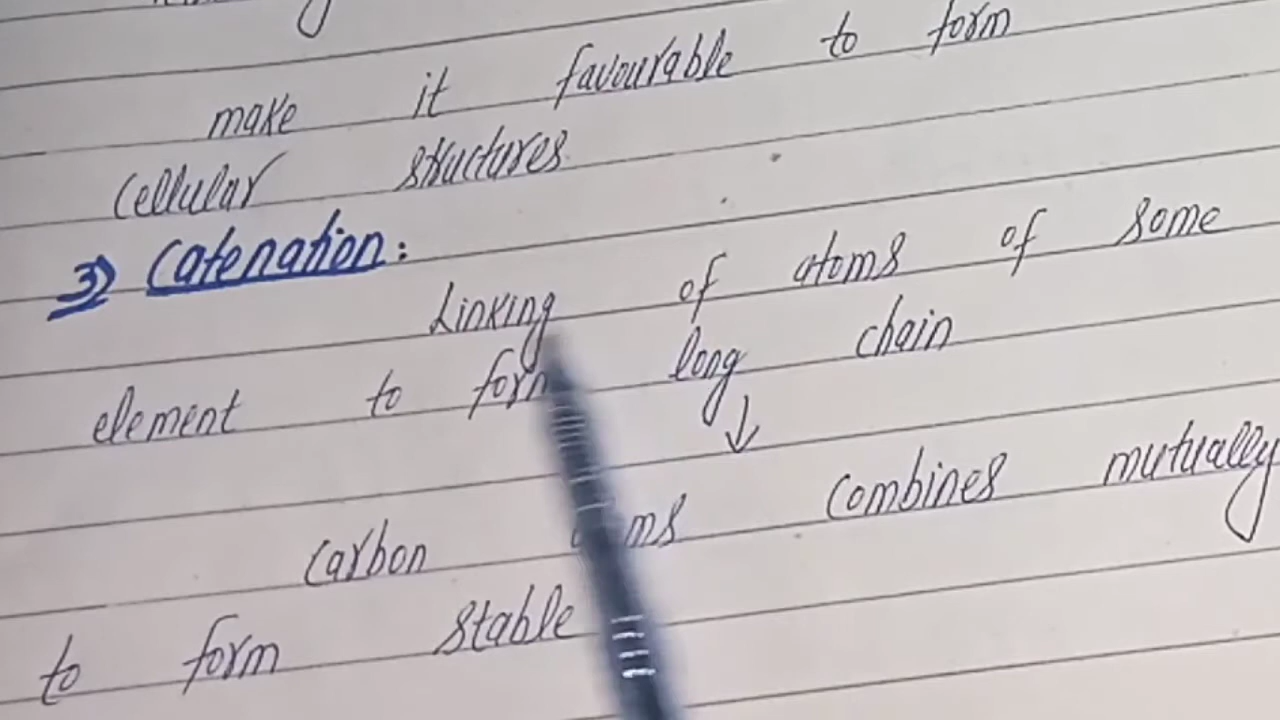 make it favourable to form
cellular structures.
3) Catenation:
Linking of atoms of some
element to form long chain
↓
carbon combines mutually
to form stable